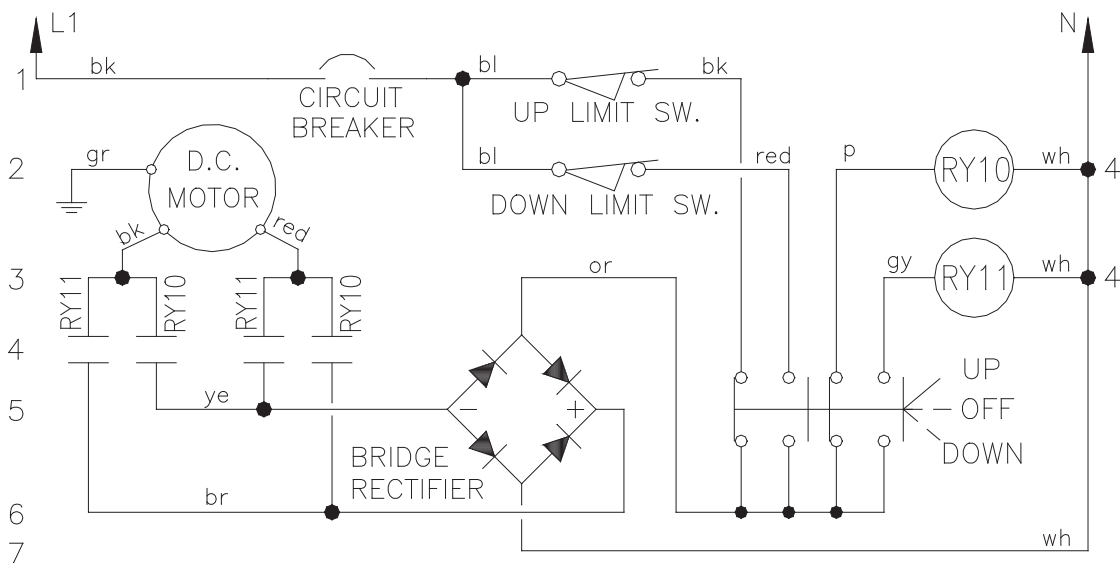 L1
N
1
bk
bl
bk
CIRCUIT
BREAKER
UP LIMIT SW.
2
gr
D.C.
MOTOR
bl
red
p
RY10
wh
4
DOWN LIMIT SW.
bk
red
3
RY11
RY10
RY11
RY10
or
gy
RY11
wh
4
4
UP
5
ye
−
+
OFF
DOWN
BRIDGE
RECTIFIER
6
br
7
wh